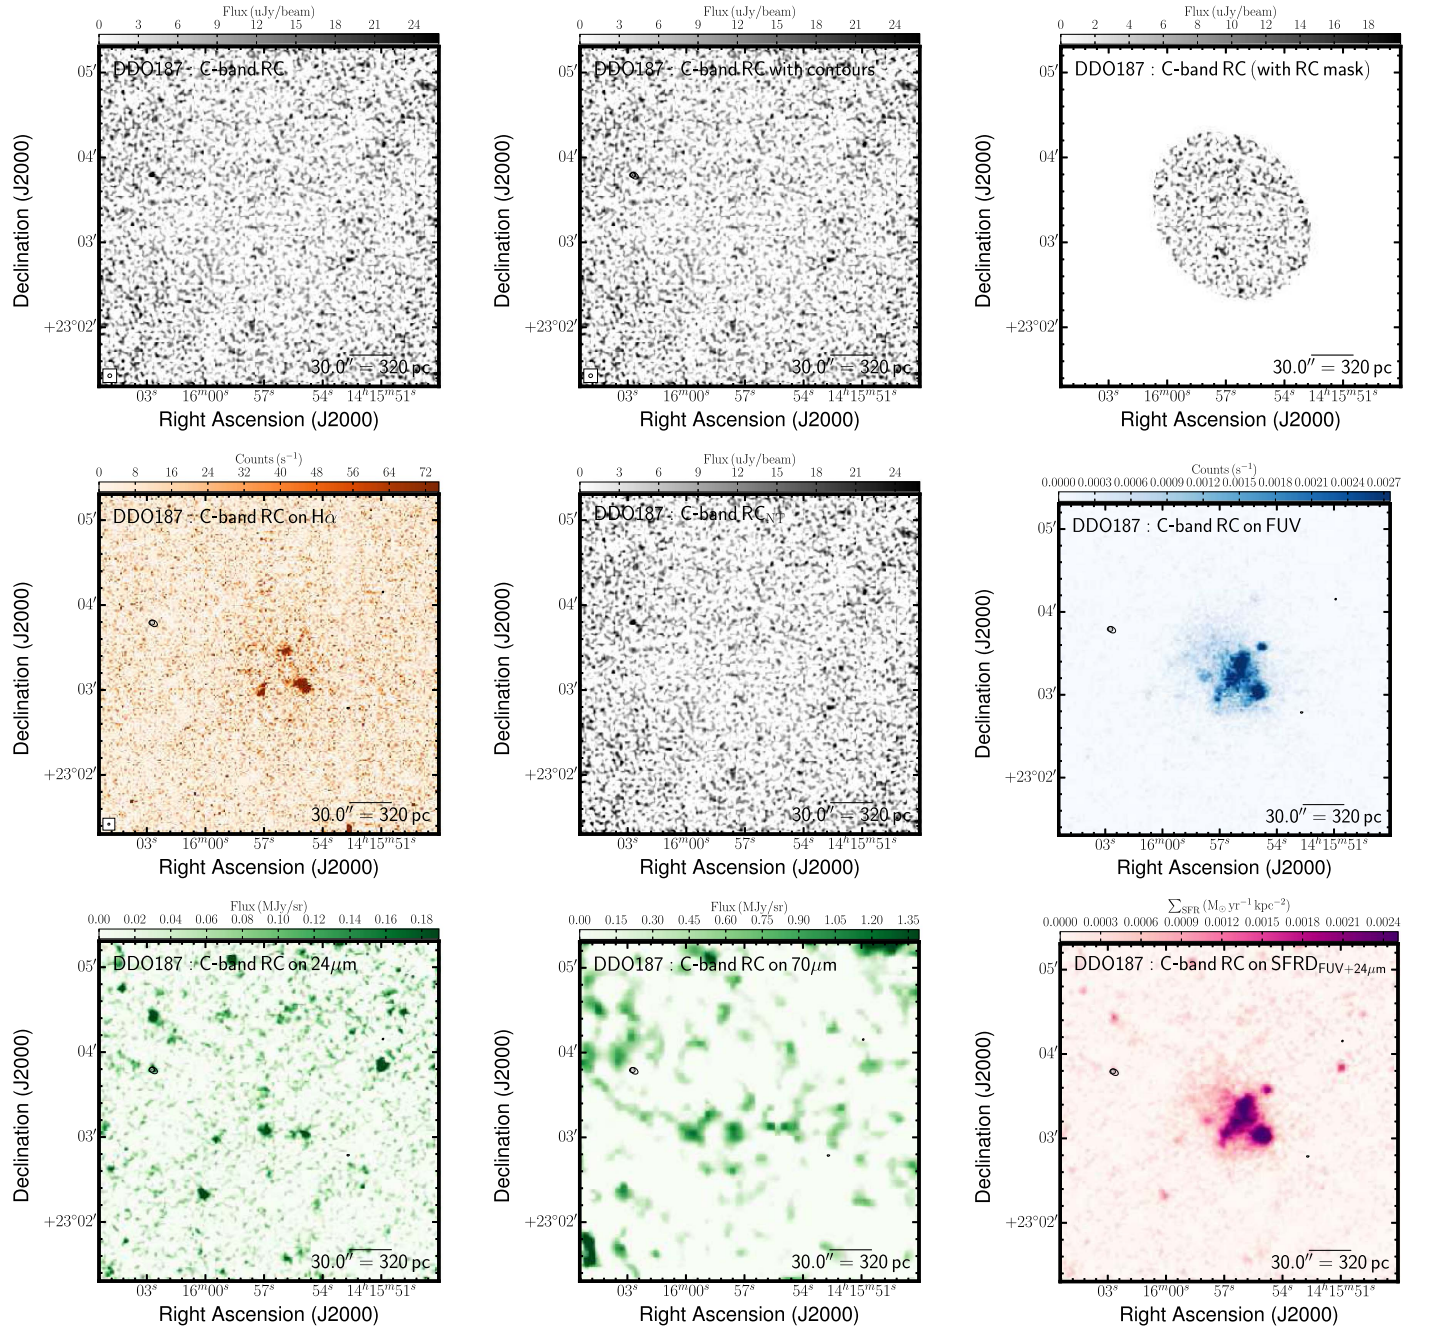 Flux (uJy/beam)
0 3 6 9 12 15 18 21 24
DDO187 : C-band RC
05′
04′
03′
+23°02′
Declination (J2000)
30.0″ = 320 pc
03ˢ 16ᵐ00ˢ 57ˢ 54ˢ 14ʰ15ᵐ51ˢ
Right Ascension (J2000)
Flux (uJy/beam)
0 3 6 9 12 15 18 21 24
DDO187 : C-band RC with contours
05′
04′
03′
+23°02′
Declination (J2000)
30.0″ = 320 pc
03ˢ 16ᵐ00ˢ 57ˢ 54ˢ 14ʰ15ᵐ51ˢ
Right Ascension (J2000)
Flux (uJy/beam)
0 2 4 6 8 10 12 14 16 18
DDO187 : C-band RC (with RC mask)
05′
04′
03′
+23°02′
Declination (J2000)
30.0″ = 320 pc
03ˢ 16ᵐ00ˢ 57ˢ 54ˢ 14ʰ15ᵐ51ˢ
Right Ascension (J2000)
Counts (s⁻¹)
0 8 16 24 32 40 48 56 64 72
DDO187 : C-band RC on Hα
05′
04′
03′
+23°02′
Declination (J2000)
30.0″ = 320 pc
03ˢ 16ᵐ00ˢ 57ˢ 54ˢ 14ʰ15ᵐ51ˢ
Right Ascension (J2000)
Flux (uJy/beam)
0 3 6 9 12 15 18 21 24
DDO187 : C-band RC_NT
05′
04′
03′
+23°02′
Declination (J2000)
30.0″ = 320 pc
03ˢ 16ᵐ00ˢ 57ˢ 54ˢ 14ʰ15ᵐ51ˢ
Right Ascension (J2000)
Counts (s⁻¹)
0.0000 0.0003 0.0006 0.0009 0.0012 0.0015 0.0018 0.0021 0.0024 0.0027
DDO187 : C-band RC on FUV
05′
04′
03′
+23°02′
Declination (J2000)
30.0″ = 320 pc
03ˢ 16ᵐ00ˢ 57ˢ 54ˢ 14ʰ15ᵐ51ˢ
Right Ascension (J2000)
Flux (MJy/sr)
0.00 0.02 0.04 0.06 0.08 0.10 0.12 0.14 0.16 0.18
DDO187 : C-band RC on 24μm
05′
04′
03′
+23°02′
Declination (J2000)
30.0″ = 320 pc
03ˢ 16ᵐ00ˢ 57ˢ 54ˢ 14ʰ15ᵐ51ˢ
Right Ascension (J2000)
Flux (MJy/sr)
0.00 0.15 0.30 0.45 0.60 0.75 0.90 1.05 1.20 1.35
DDO187 : C-band RC on 70μm
05′
04′
03′
+23°02′
Declination (J2000)
30.0″ = 320 pc
03ˢ 16ᵐ00ˢ 57ˢ 54ˢ 14ʰ15ᵐ51ˢ
Right Ascension (J2000)
∑_SFR (M⊙ yr⁻¹ kpc⁻²)
0.0000 0.0003 0.0006 0.0009 0.0012 0.0015 0.0018 0.0021 0.0024
DDO187 : C-band RC on SFRD_FUV+24μm
05′
04′
03′
+23°02′
Declination (J2000)
30.0″ = 320 pc
03ˢ 16ᵐ00ˢ 57ˢ 54ˢ 14ʰ15ᵐ51ˢ
Right Ascension (J2000)